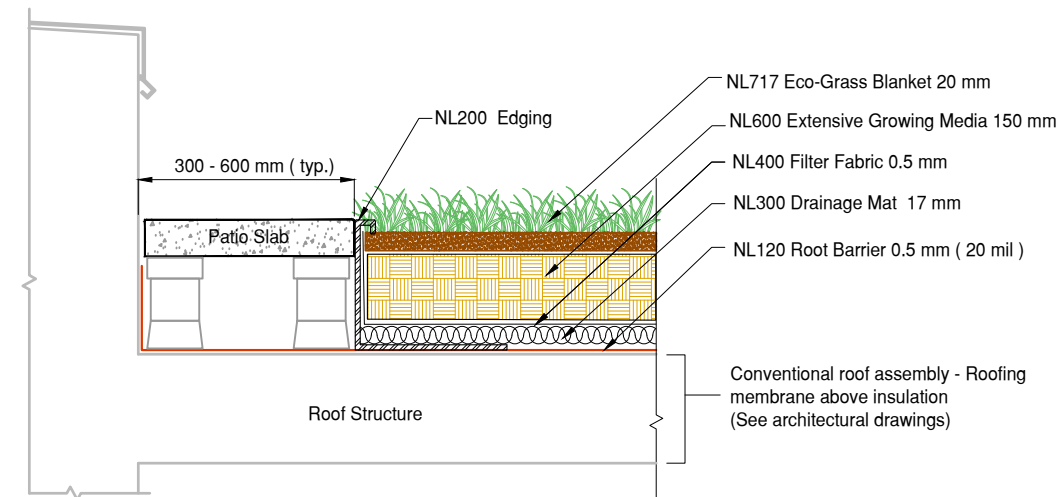 NL717 Eco-Grass Blanket 20 mm
NL200 Edging
NL600 Extensive Growing Media 150 mm
300 - 600 mm ( typ.)
NL400 Filter Fabric 0.5 mm
NL300 Drainage Mat 17 mm
Patio Slab
NL120 Root Barrier 0.5 mm ( 20 mil )
Conventional roof assembly - Roofing
membrane above insulation
(See architectural drawings)
Roof Structure